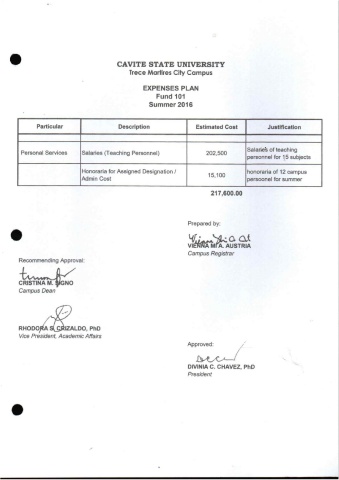 CAVITE STATE UNIVERSITY
Trece Martires City Campus
EXPENSES PLAN
Fund 101
Summer 2016
Particular Description Estimated Cost Justification
Personal Services Salaries (Teaching Personnel) 202,500 Salaries of teaching
personnel for 15 subjects
Honoraria for Assigned Designation / 15,100 honoraria of 12 campus
Admin Cost personnel for summer
217,600.00
Prepared by:
VIENNA MI A. AUSTRIA
Campus Registrar
Recommending Approval:
CRISTINA M. SIGNO
Campus Dean
RHODORA S. CRIZALDO, PhD
Vice President, Academic Affairs
Approved:
DIVINIA C. CHAVEZ, PhD
President